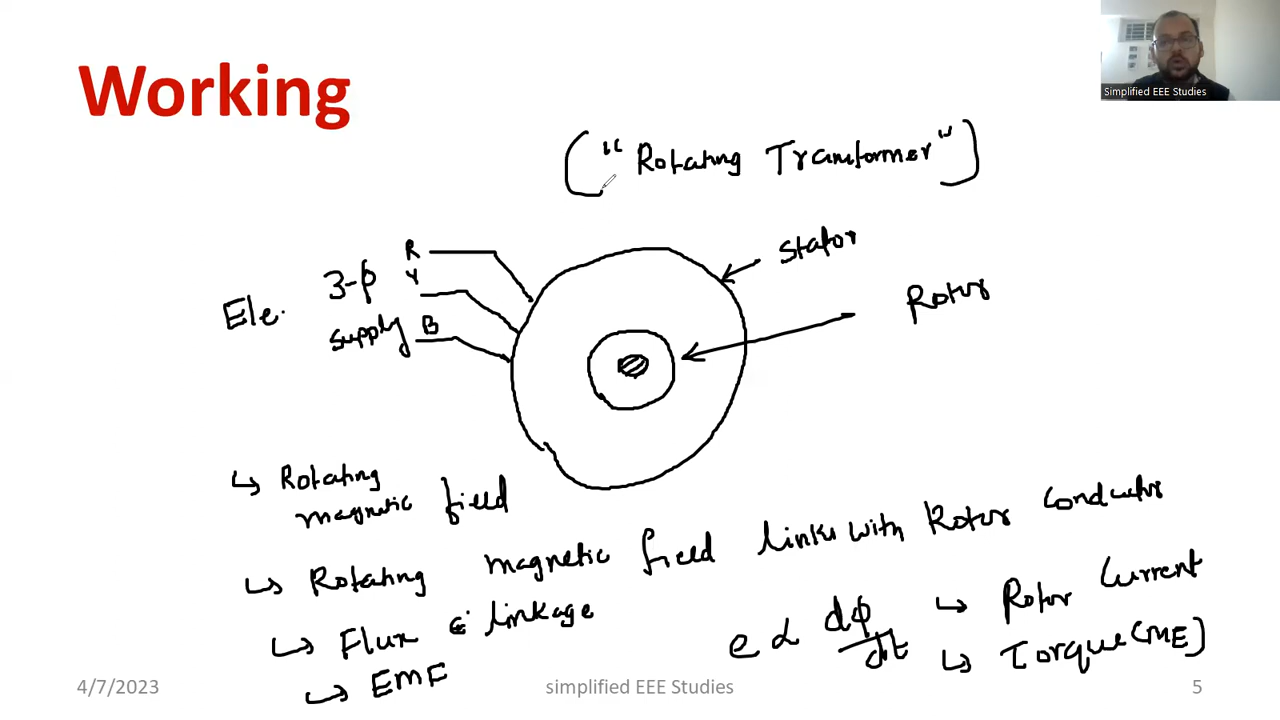 Working
Simplified EEE Studies
("Rotating Transformer")
Stator
Rotor
Ele. 3-φ supply
R
Y
B
↳ Rotating magnetic field
↳ Rotating magnetic field links with Rotor Conductor
↳ Flux linkage
↳ EMF
e ∝ dφ/dt
↳ Rotor Current
↳ Torque (ME)
4/7/2023
simplified EEE Studies
5